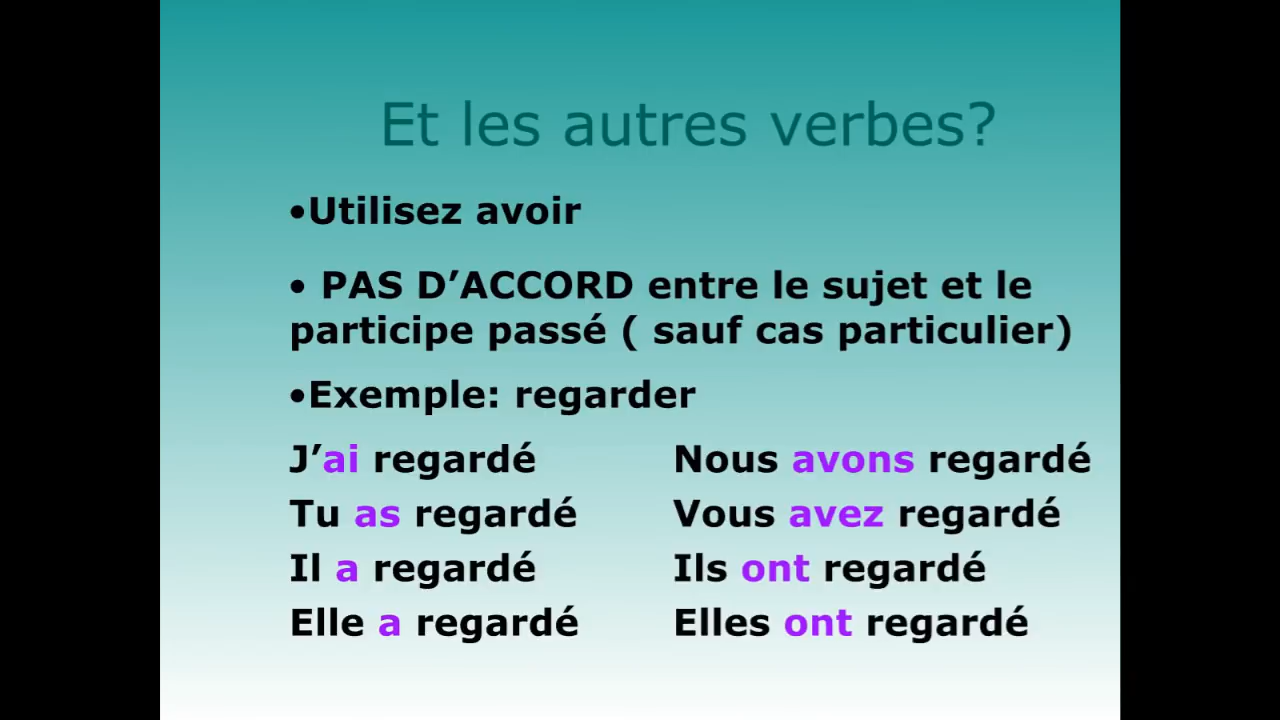 Et les autres verbes?
•Utilisez avoir
• PAS D’ACCORD entre le sujet et le
participe passé ( sauf cas particulier)
•Exemple: regarder
J’ai regardé
Tu as regardé
Il a regardé
Elle a regardé
Nous avons regardé
Vous avez regardé
Ils ont regardé
Elles ont regardé